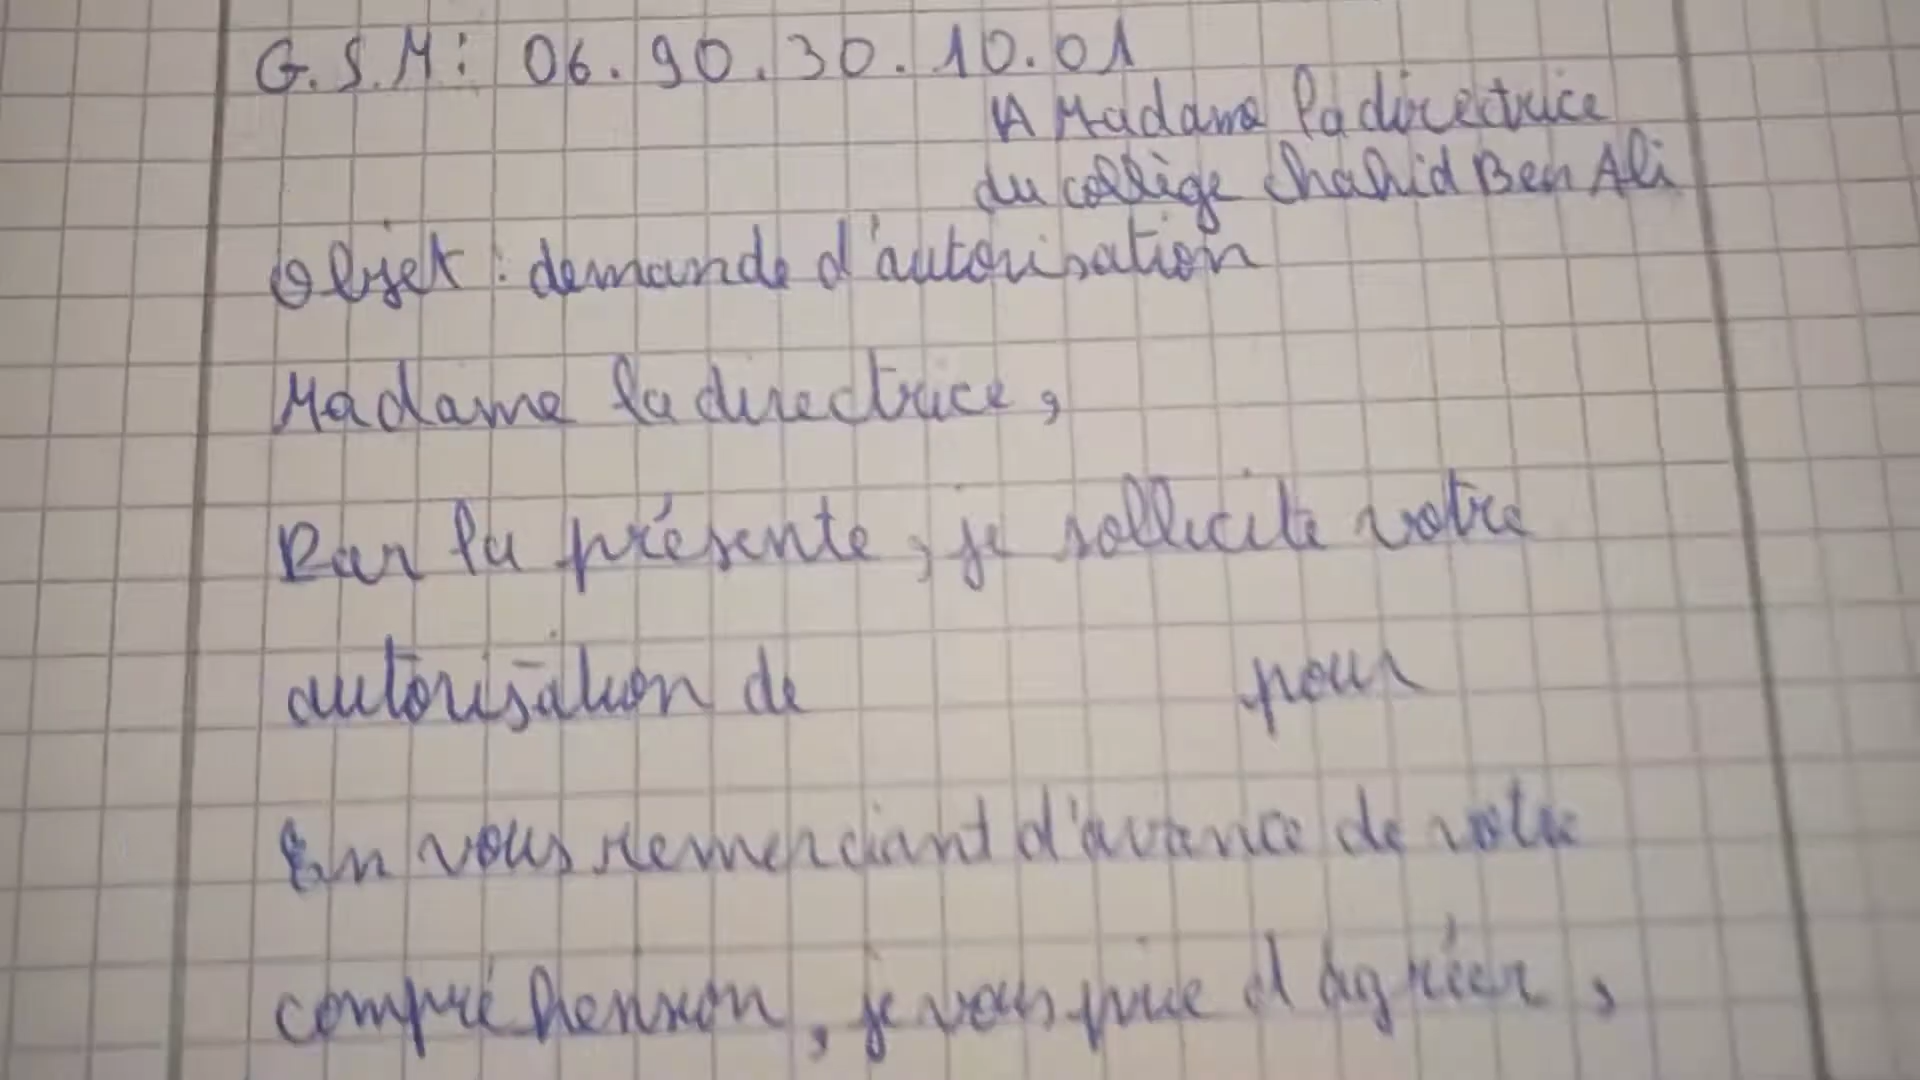 G.S.M: 06.90.30.10.01
A Madame la directrice
du collège Chahid Ben Ali
Objet : demande d'autorisation
Madame la directrice,
Par la présente, je sollicite votre
autorisation de pour
En vous remerciant d'avance de votre
compréhension, je vous prie d'agréer,